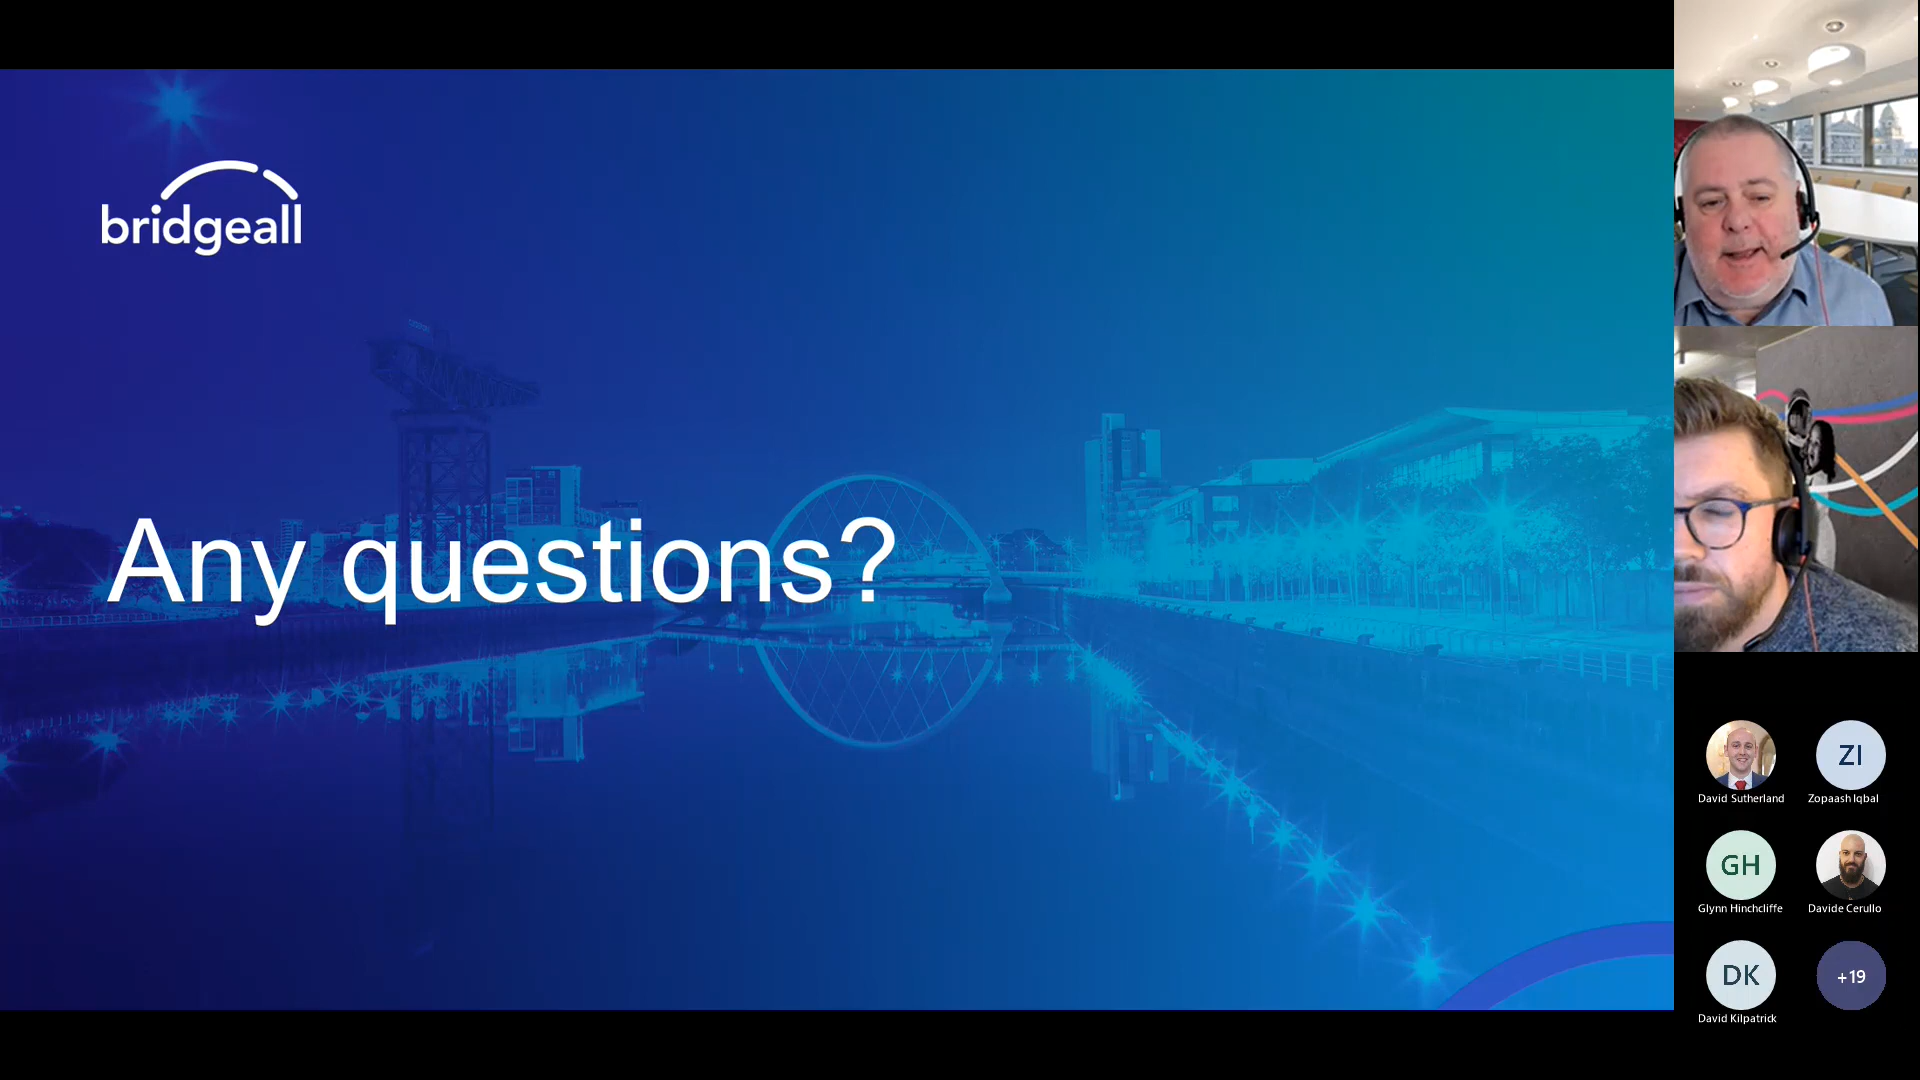 bridgeall
Any questions?
David Sutherland
ZI
Zopaash Iqbal
GH
Glynn Hinchcliffe
Davide Cerullo
DK
David Kilpatrick
+19